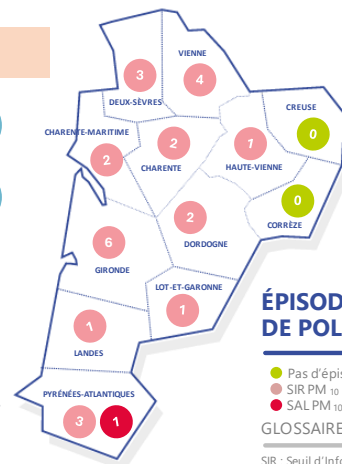 VIENNE
3
4
DEUX-SÈVRES
CREUSE
0
CHARENTE-MARITIME
2
2
1
CHARENTE
HAUTE-VIENNE
0
2
CORRÈZE
6
DORDOGNE
GIRONDE
LOT-ET-GARONNE
1
1
LANDES
PYRÉNÉES-ATLANTIQUES
3
1
ÉPISOD
DE POL
Pas d'épis
SIR PM 10
SAL PM 10
GLOSSAIRE
SIR : Seuil d'Info